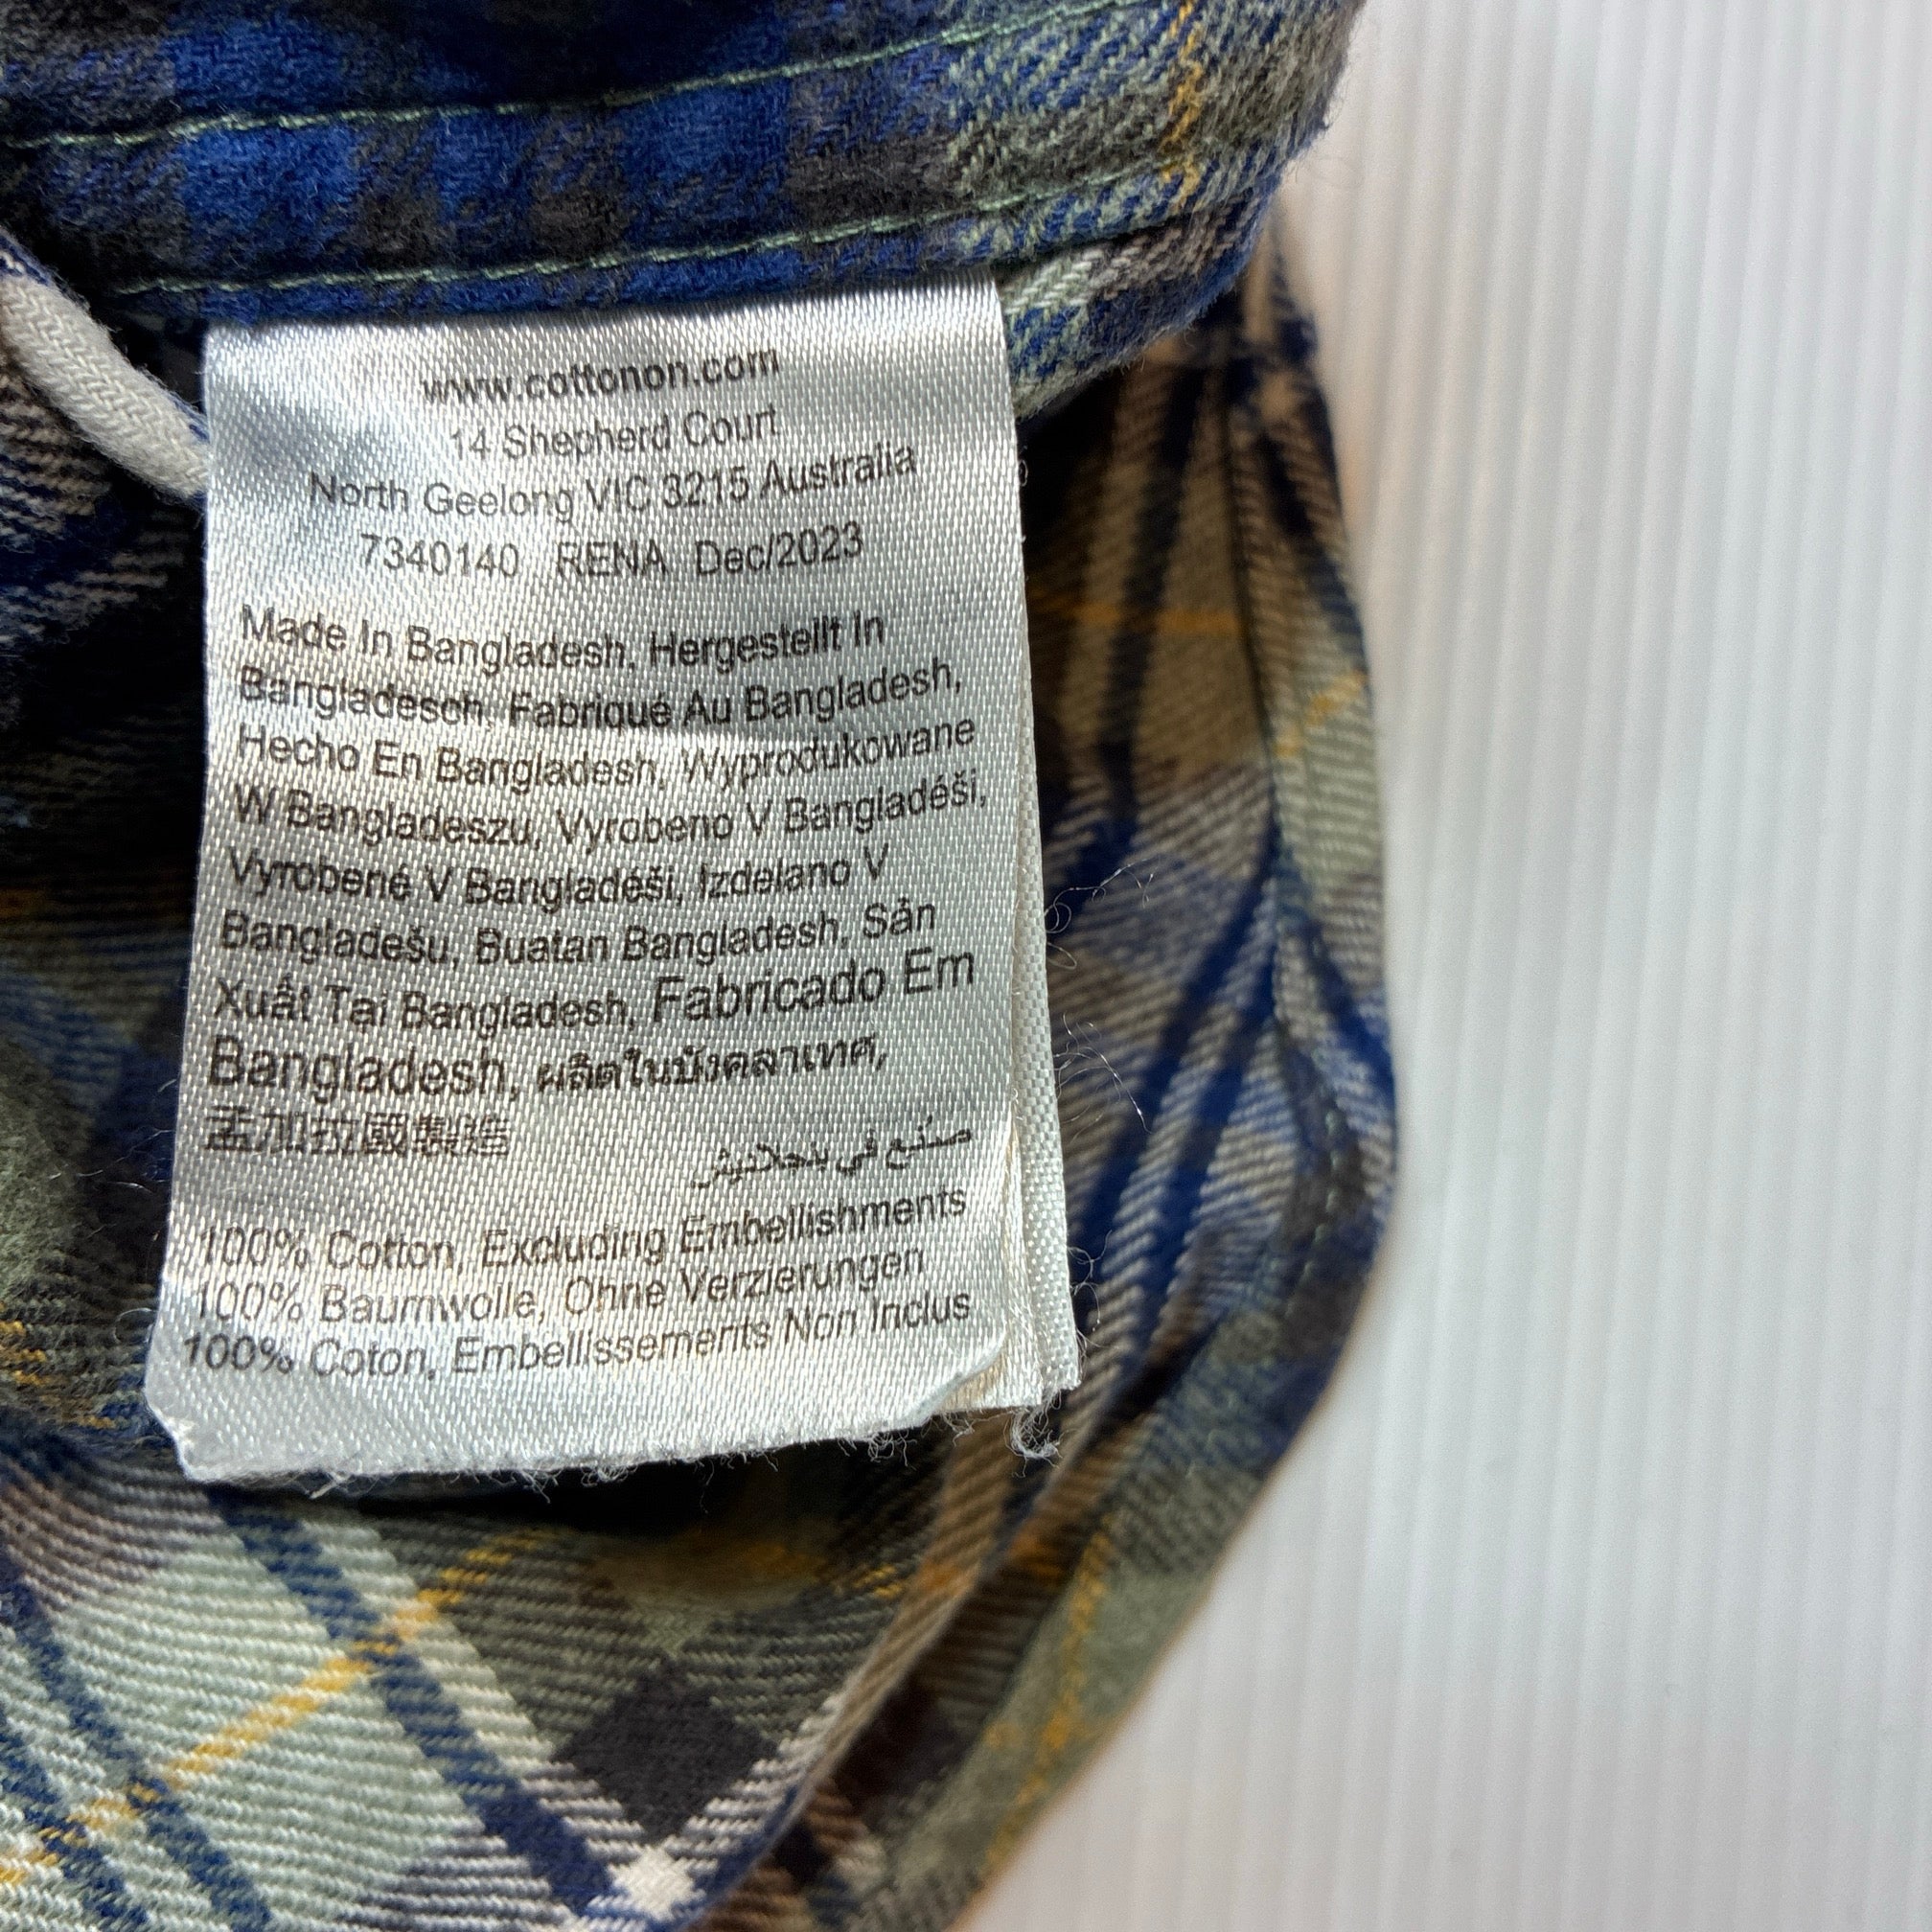 www.cottonon.com
14 Shepherd Court
North Geelong VIC 3215 Australia
7340140 RENA Dec/2023
Made In Bangladesh, Hergestellt In
Bangladesch, Fabriqué Au Bangladesh,
Hecho En Bangladesh, Wyprodukowane
W Bangladeszu, Vyrobeno V Bangladéši,
Vyrobené V Bangladéši, Izdelano V
Bangladešu, Buatan Bangladesh, Sản
Xuất Tai Bangladesh, Fabricado Em
Bangladesh, ผลิตในบังคลาเทศ,
孟加拉國製造
صنع في بنجلاديش
100% Cotton, Excluding Embellishments
100% Baumwolle, Ohne Verzierungen
100% Coton, Embellissements Non Inclus